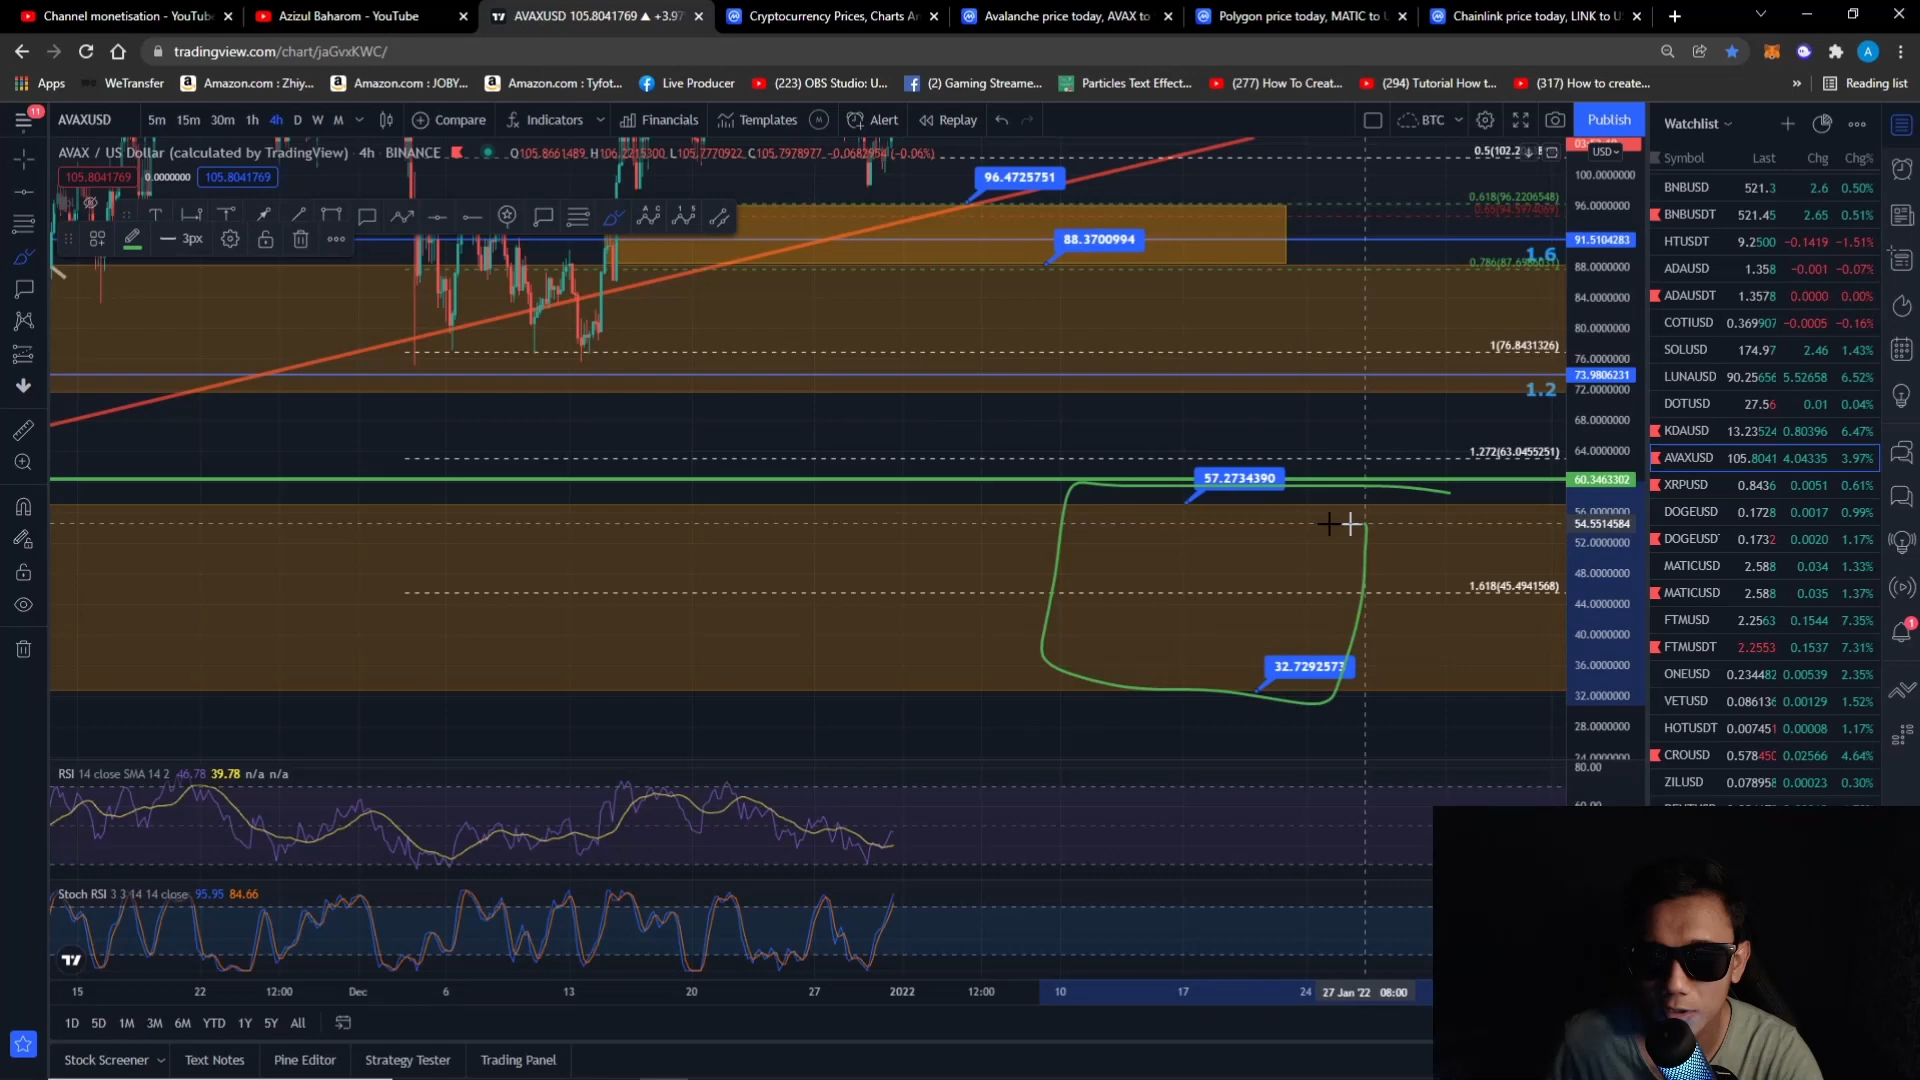 Channel monetisation - YouTub
Azizul Baharom - YouTube
AVAXUSD 105.8041769 ▲ +3.97
Cryptocurrency Prices, Charts An
Avalanche price today, AVAX to
Polygon price today, MATIC to U
Chainlink price today, LINK to U
tradingview.com/chart/jaGvxKWC/
Apps
WeTransfer
Amazon.com : Zhiy...
Amazon.com : JOBY...
Amazon.com : Tyfot...
Live Producer
(223) OBS Studio: U...
(2) Gaming Streame...
Particles Text Effect...
(277) How To Creat...
(294) Tutorial How t...
(317) How to create...
Reading list
11
AVAXUSD 5m 15m 30m 1h 4h D W M
Compare Indicators Financials Templates Alert Replay
BTC
Publish
Watchlist
AVAX / US Dollar (calculated by TradingView) 4h BINANCE
O105.8661489 H106.2215300 L105.7770922 C105.7978977 −0.0682954 (−0.06%)
105.8041769 0.0000000 105.8041769
3px
USD
100.0000000
96.0000000
91.5104283
88.0000000
84.0000000
80.0000000
76.0000000
73.9806231
72.0000000
68.0000000
64.0000000
60.3463302
56.0000000
54.5514584
52.0000000
48.0000000
44.0000000
40.0000000
36.0000000
32.0000000
28.0000000
24.0000000
96.4725751
0.618(96.2206548)
88.3700994
1.6
1(76.8431326)
1.2
1.272(63.0455251)
57.2734390
1.618(45.4941568)
32.7292573
RSI 14 close SMA 14 2 46.78 39.78 n/a n/a
80.00
60.00
Stoch RSI 3 3 14 14 close 95.95 84.66
15 22 12:00 Dec 6 13 20 27 2022 12:00 10 17 24 27 Jan '22 08:00
1D 5D 1M 3M 6M YTD 1Y 5Y All
Stock Screener Text Notes Pine Editor Strategy Tester Trading Panel
Symbol Last Chg Chg%
BNBUSD 521.3 2.6 0.50%
BNBUSDT 521.45 2.65 0.51%
HTUSDT 9.2500 −0.1419 −1.51%
ADAUSD 1.358 −0.001 −0.07%
ADAUSDT 1.3578 0.0000 0.00%
COTIUSD 0.369907 −0.0005 −0.16%
SOLUSD 174.97 2.46 1.43%
LUNAUSD 90.25656 5.52658 6.52%
DOTUSD 27.56 0.01 0.04%
KDAUSD 13.23524 0.80396 6.47%
AVAXUSD 105.8041 4.04335 3.97%
XRPUSD 0.8436 0.0051 0.61%
DOGEUSD 0.1728 0.0017 0.99%
DOGEUSD 0.1732 0.0020 1.17%
MATICUSD 2.588 0.034 1.33%
MATICUSD 2.588 0.035 1.37%
FTMUSD 2.2563 0.1544 7.35%
FTMUSDT 2.2553 0.1537 7.31%
ONEUSD 0.234482 0.00539 2.35%
VETUSD 0.086136 0.00129 1.52%
HOTUSDT 0.007451 0.00008 1.17%
CROUSD 0.578450 0.02566 4.64%
ZILUSD 0.078958 0.00023 0.30%